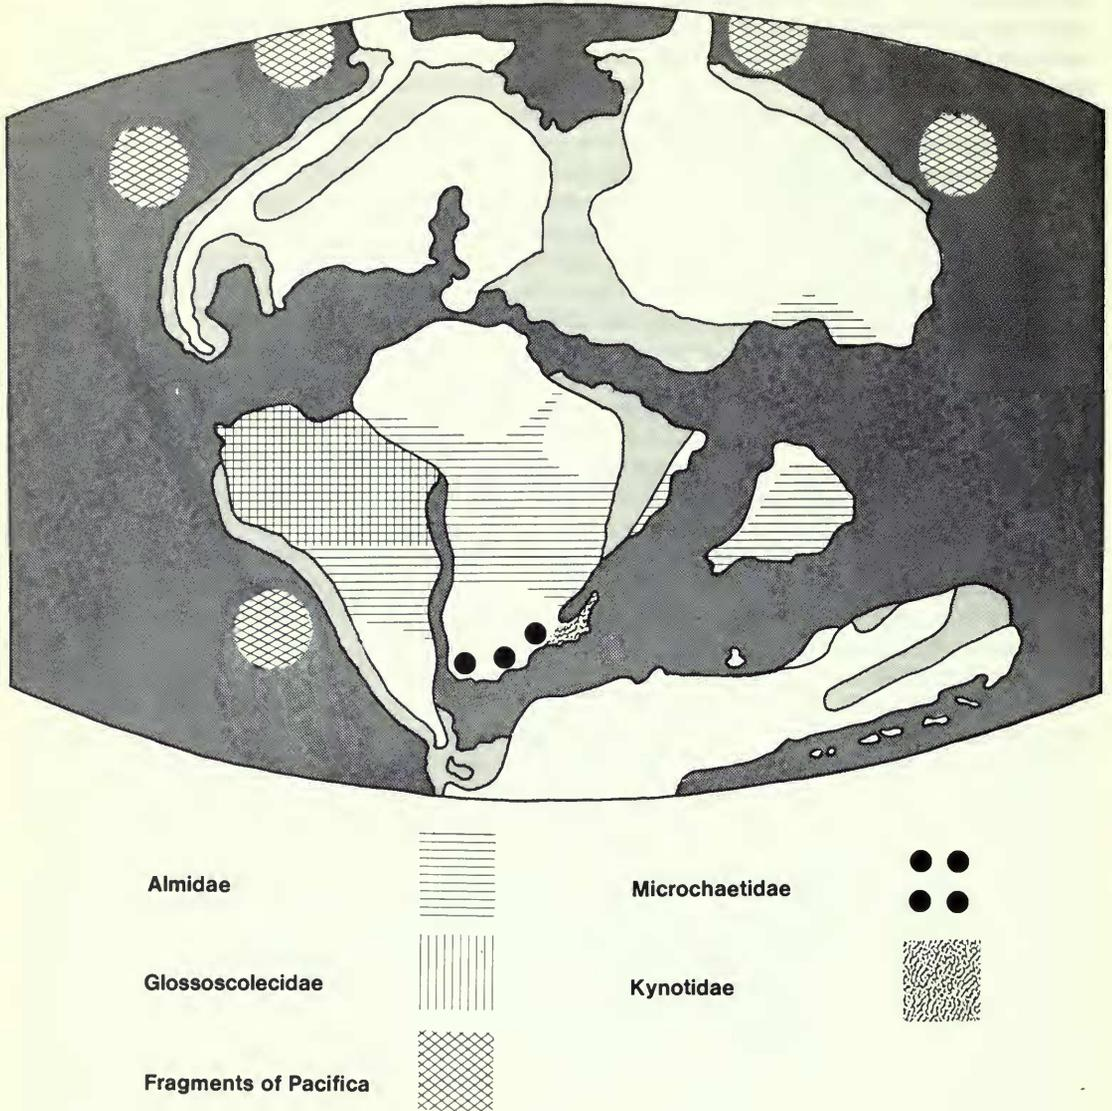 Almidae
Glossoscolecidae
Fragments of Pacifica
Microchaetidae
Kynotidae